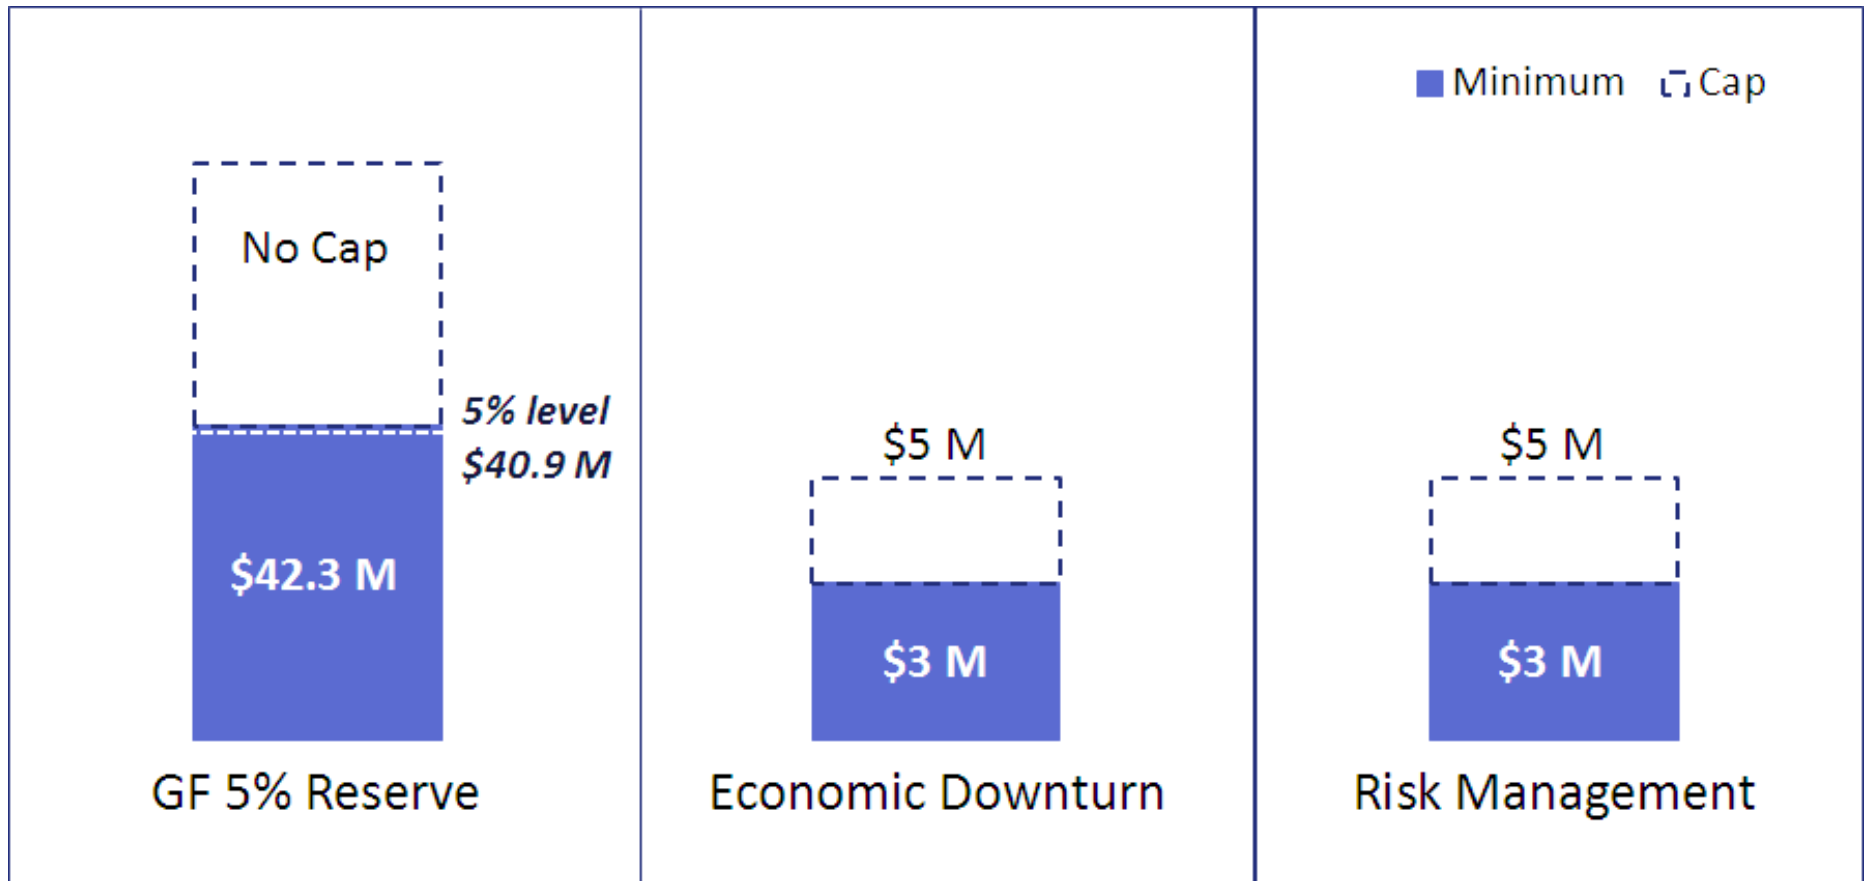 Minimum
Cap
No Cap
5% level
$40.9 M
$42.3 M
GF 5% Reserve
$5 M
$3 M
Economic Downturn
$5 M
$3 M
Risk Management